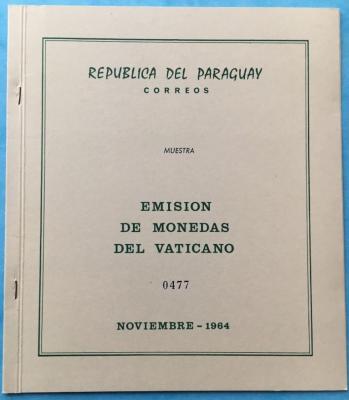 REPUBLICA DEL PARAGUAY
CORREOS
MUESTRA
EMISION
DE MONEDAS
DEL VATICANO
0477
NOVIEMBRE - 1964